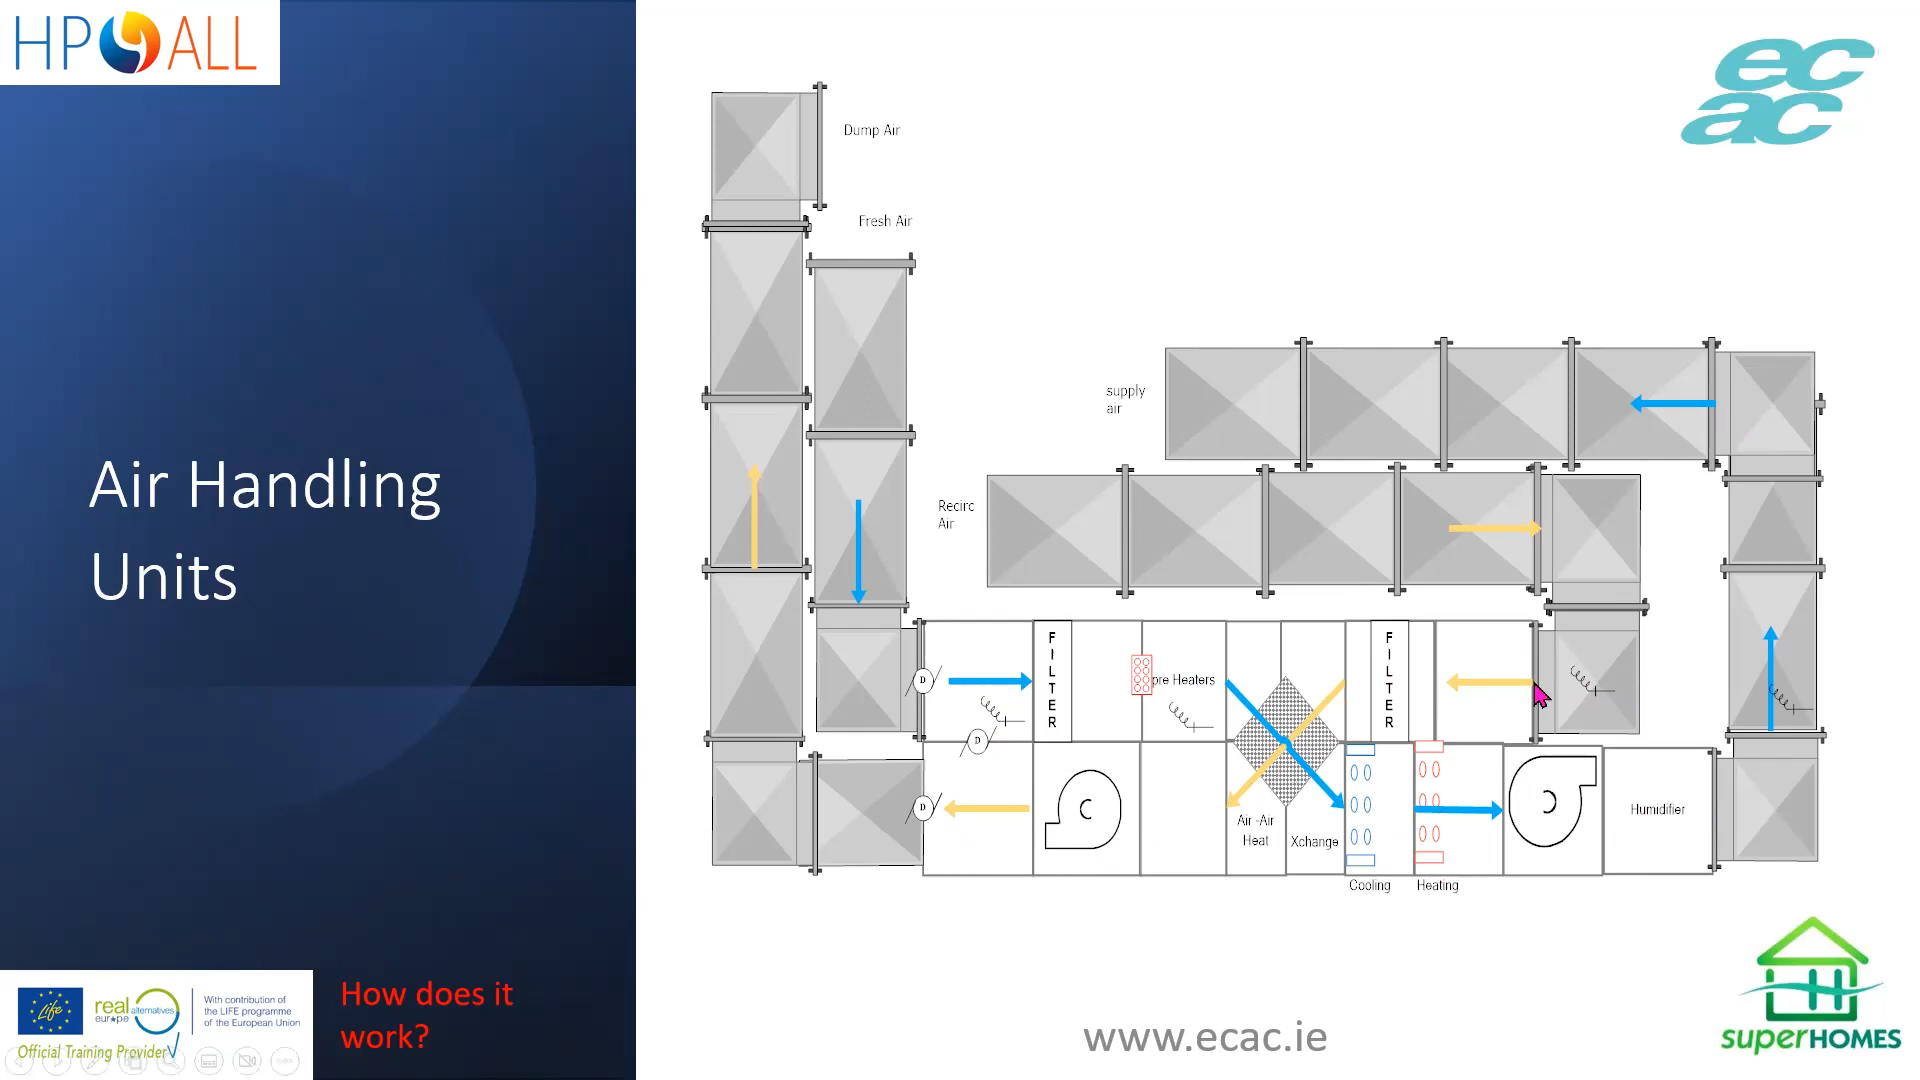 HP4ALL
ec
ac
Dump Air
Fresh Air
supply
air
Recirc
Air
Air Handling
Units
F
I
L
T
E
R
F
I
L
T
E
R
D
pre Heaters
D
D
Air -Air
Heat
Xchange
Humidifier
Cooling
Heating
How does it
work?
Life
real
alternatives
europe
With contribution of
the LIFE programme
of the European Union
Official Training Provider
www.ecac.ie
superHOMES